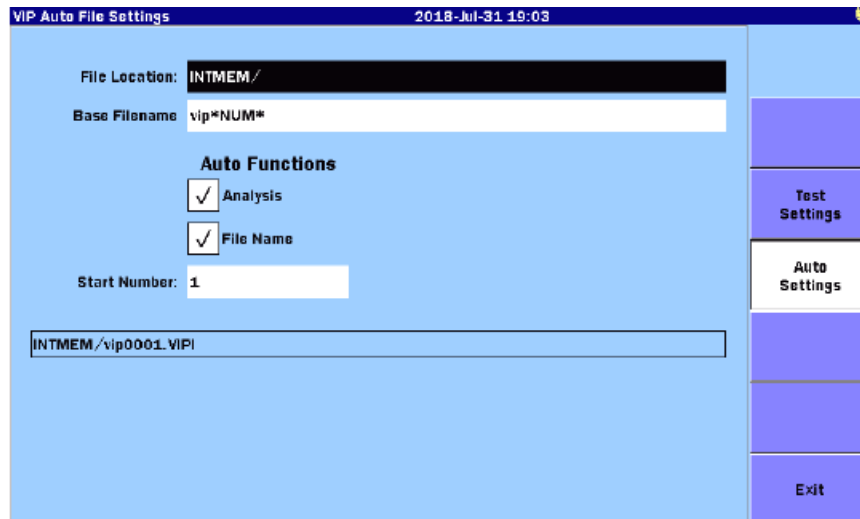 VIP Auto File Settings 2018-Jul-31 19:03
File Location: INTMEM/
Base Filename vip*NUM*
Auto Functions
✓ Analysis
✓ File Name
Start Number: 1
INTMEM/vip0001.VIPI
Test
Settings
Auto
Settings
Exit